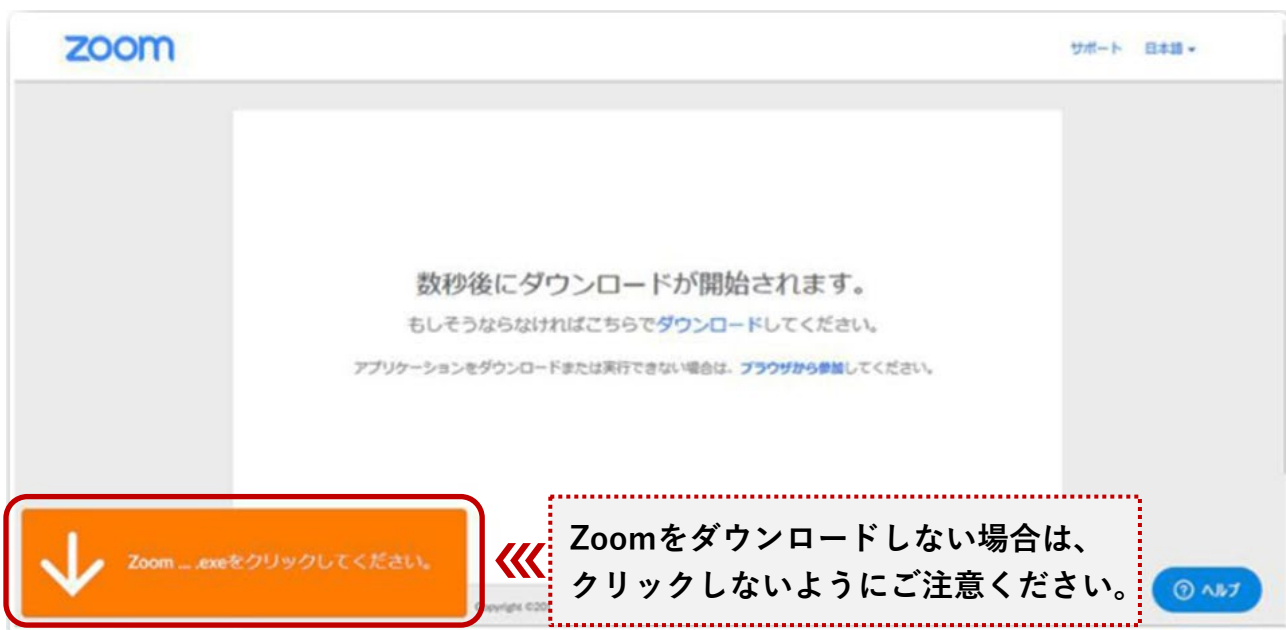 zoom
サポート 日本語
数秒後にダウンロードが開始されます。
もしそうならなければこちらでダウンロードしてください。
アプリケーションをダウンロードまたは実行できない場合は、ブラウザから参加してください。
Zoom ... .exeをクリックしてください。
Zoomをダウンロードしない場合は、
クリックしないようにご注意ください。
Copyright ©20
ヘルプ